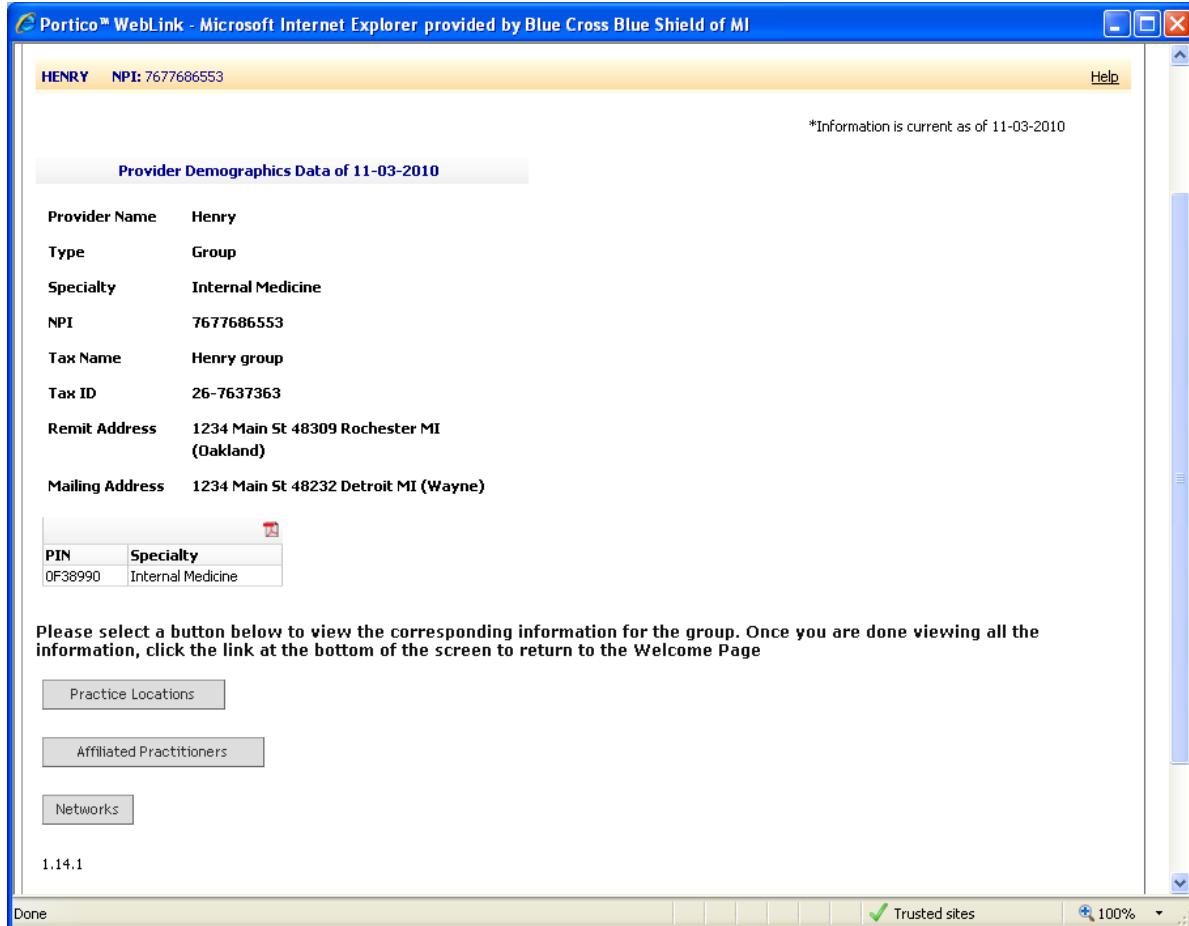 Portico™ WebLink - Microsoft Internet Explorer provided by Blue Cross Blue Shield of MI
HENRY NPI: 7677686553 Help
*Information is current as of 11-03-2010
Provider Demographics Data of 11-03-2010
Provider Name Henry
Type Group
Specialty Internal Medicine
NPI 7677686553
Tax Name Henry group
Tax ID 26-7637363
Remit Address 1234 Main St 48309 Rochester MI
(Oakland)
Mailing Address 1234 Main St 48232 Detroit MI (Wayne)
PIN Specialty
0F38990 Internal Medicine
Please select a button below to view the corresponding information for the group. Once you are done viewing all the
information, click the link at the bottom of the screen to return to the Welcome Page
Practice Locations
Affiliated Practitioners
Networks
1.14.1
Done Trusted sites 100%